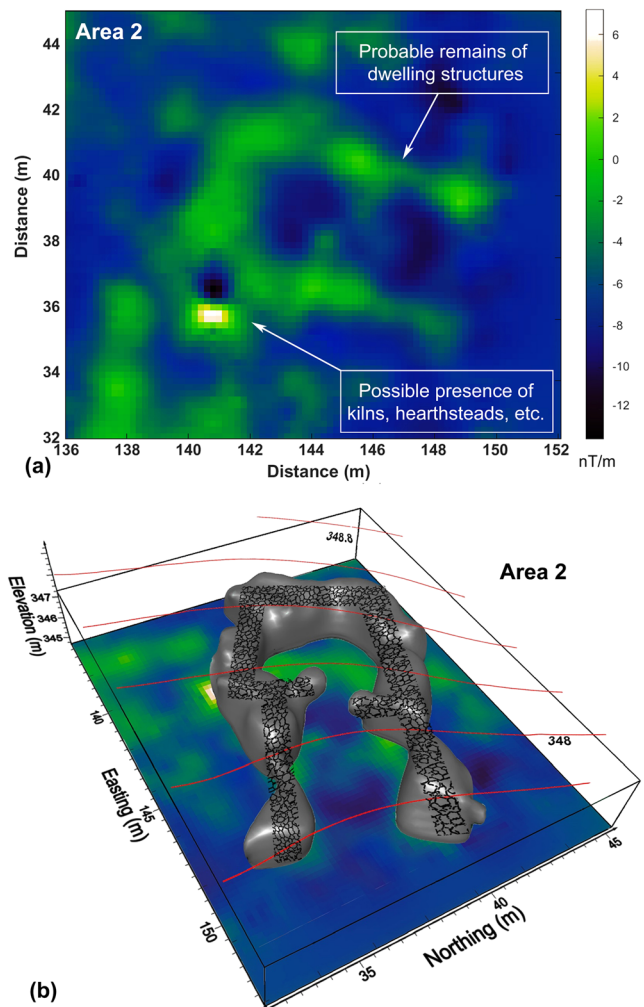 Area 2
Probable remains of
dwelling structures
Possible presence of
kilns, hearthsteads, etc.
Distance (m)
44
42
40
38
36
34
32
136
138
140
142
144
146
148
150
152
Distance (m)
6
4
2
0
-2
-4
-6
-8
-10
-12
nT/m
(a)
Area 2
348.8
348
Elevation (m)
347
346
345
Easting (m)
140
145
150
Northing (m)
35
40
45
(b)